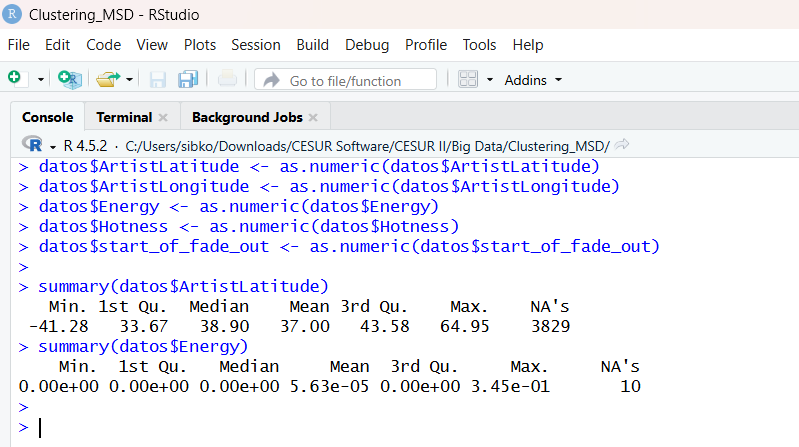 R Clustering_MSD - RStudio
File Edit Code View Plots Session Build Debug Profile Tools Help
R Go to file/function Addins
Console Terminal Background Jobs
R R 4.5.2 · C:/Users/sibko/Downloads/CESUR Software/CESUR II/Big Data/Clustering_MSD/
> datos$ArtistLatitude <- as.numeric(datos$ArtistLatitude)
> datos$ArtistLongitude <- as.numeric(datos$ArtistLongitude)
> datos$Energy <- as.numeric(datos$Energy)
> datos$Hotness <- as.numeric(datos$Hotness)
> datos$start_of_fade_out <- as.numeric(datos$start_of_fade_out)
>
> summary(datos$ArtistLatitude)
   Min. 1st Qu.  Median    Mean 3rd Qu.    Max.    NA's
 -41.28   33.67   38.90   37.00   43.58   64.95    3829
> summary(datos$Energy)
    Min.  1st Qu.   Median     Mean  3rd Qu.     Max.     NA's
0.00e+00 0.00e+00 0.00e+00 5.63e-05 0.00e+00 3.45e-01       10
>
>